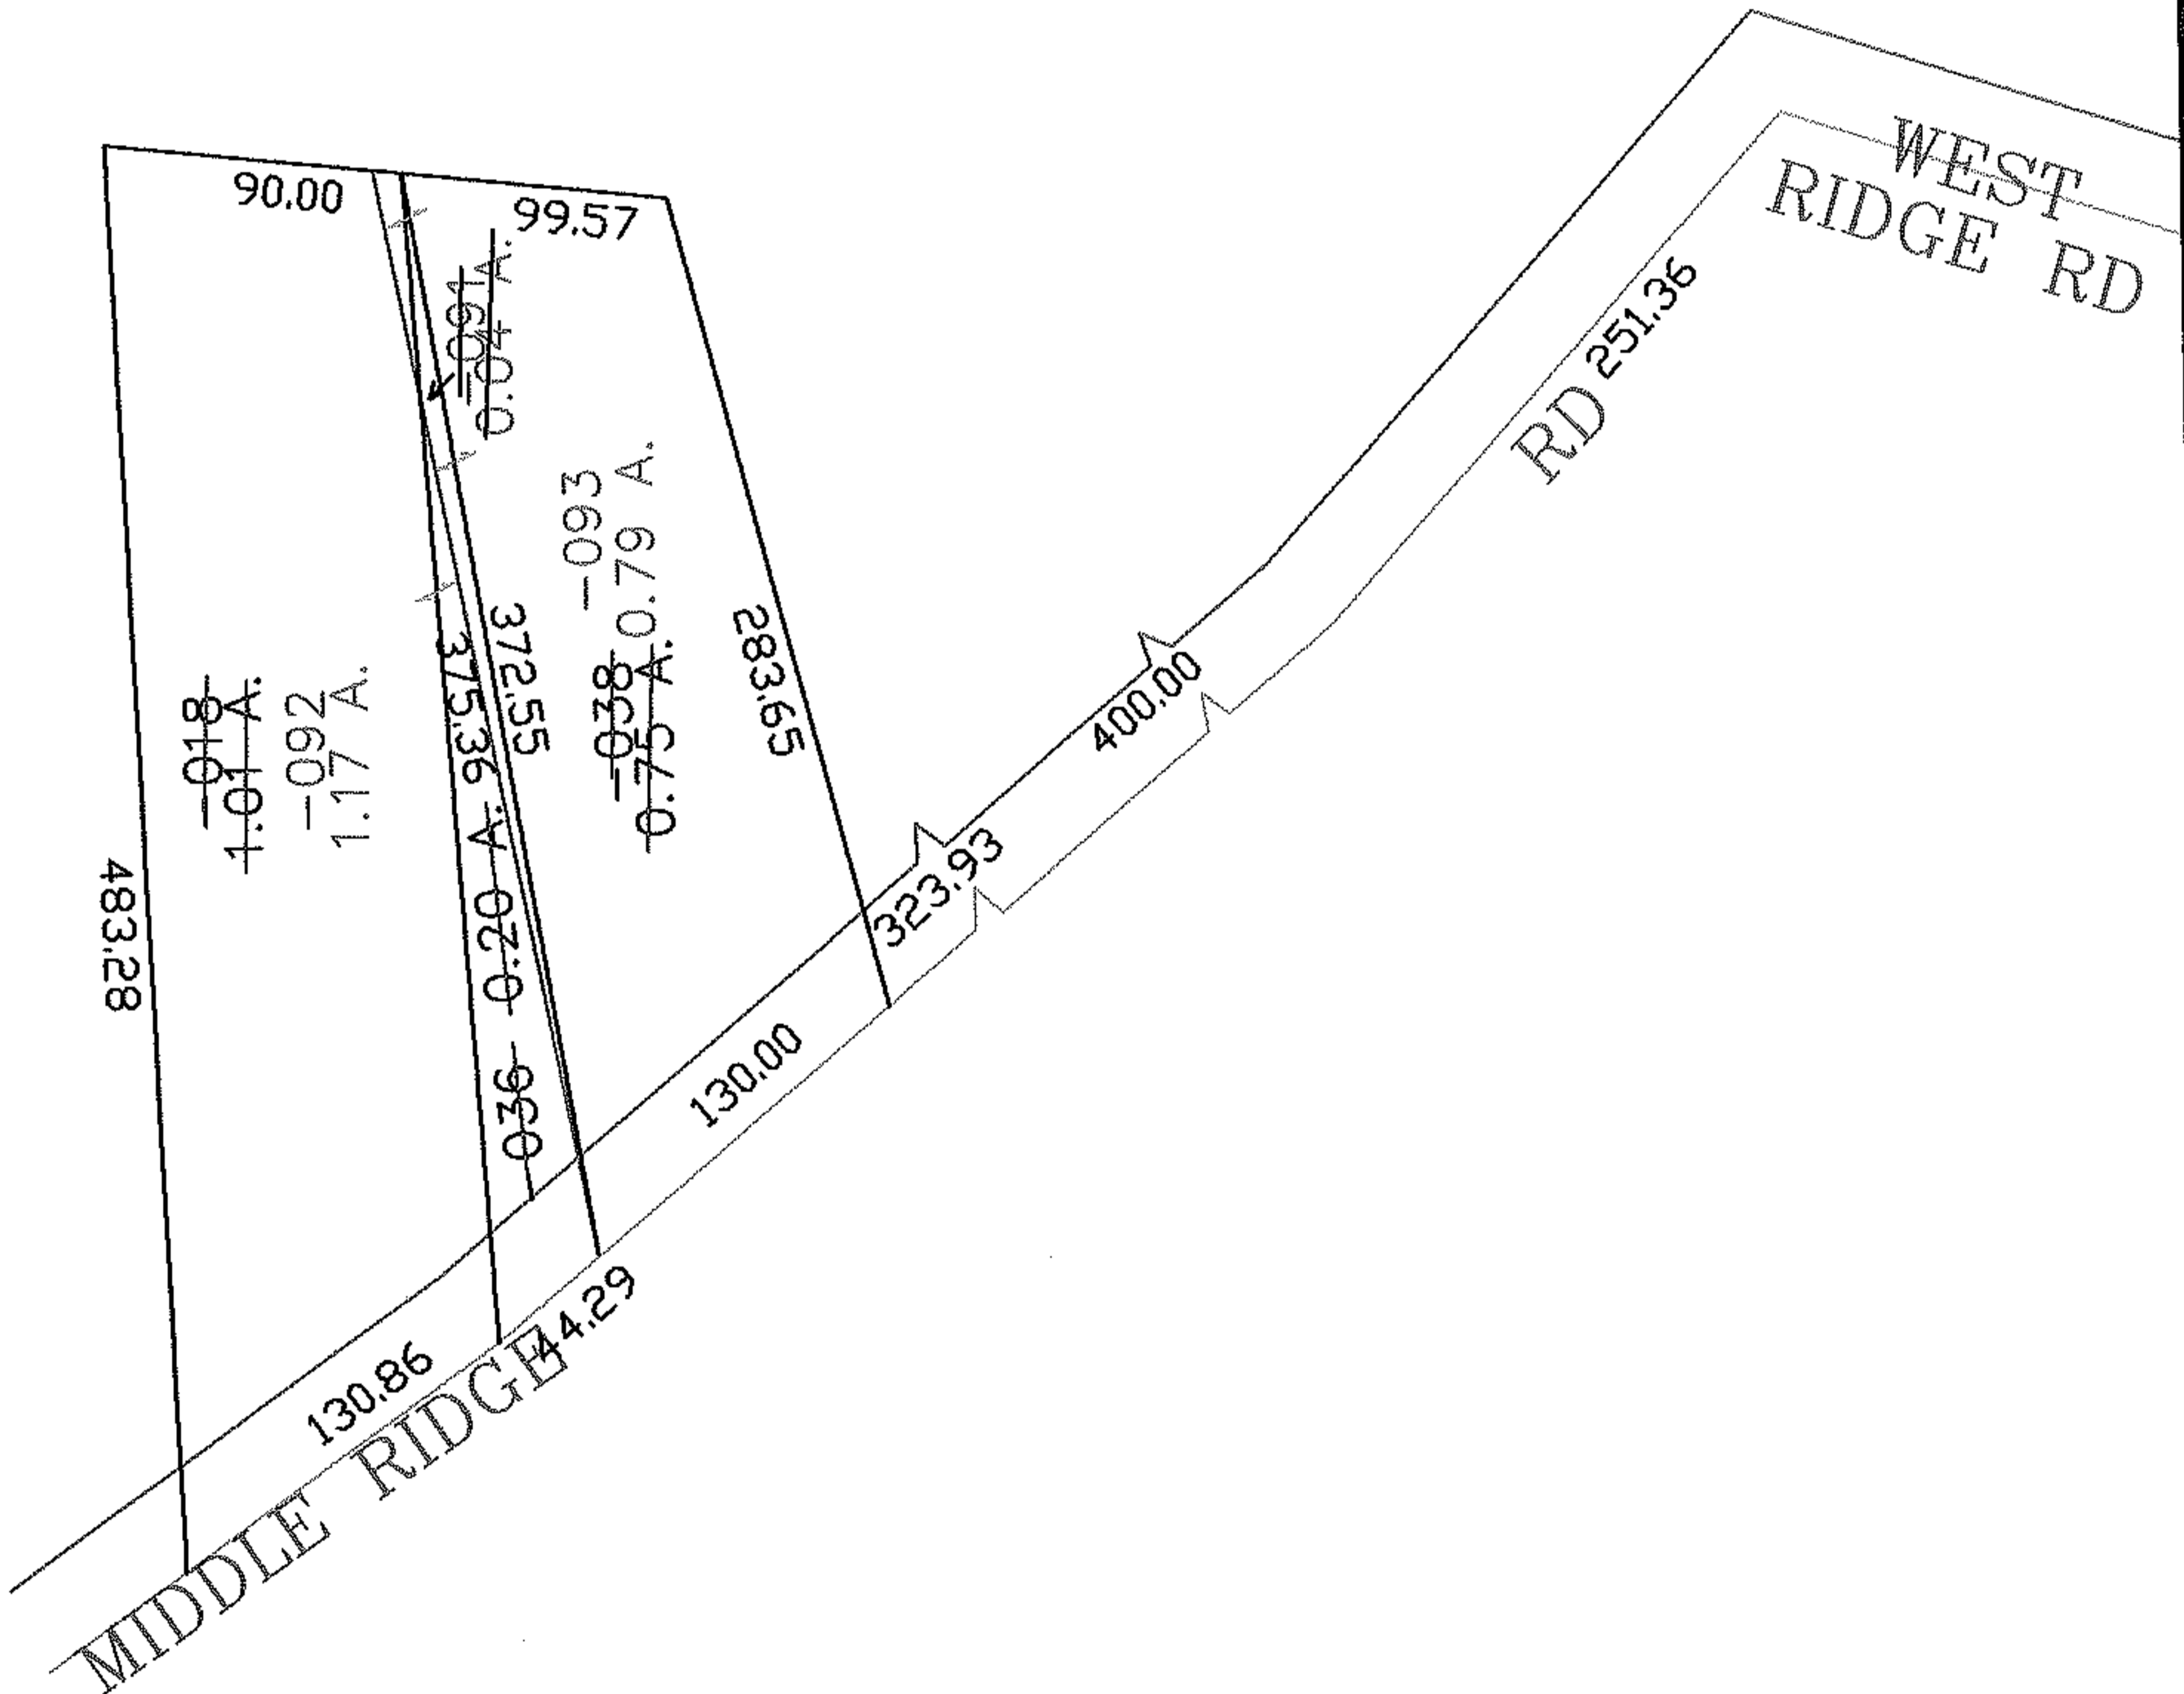 90.00
99.57
WEST
RIDGE RD
-091
0.04 A.
251.36
RD
-093
0.79 A.
-038
0.75 A.
283.65
372.55
375.36
400.00
-018
1.01 A.
-092
1.17 A.
483.28
323.93
036 - 0.20 A.
130.00
44.29
130.86
MIDDLE RIDGE